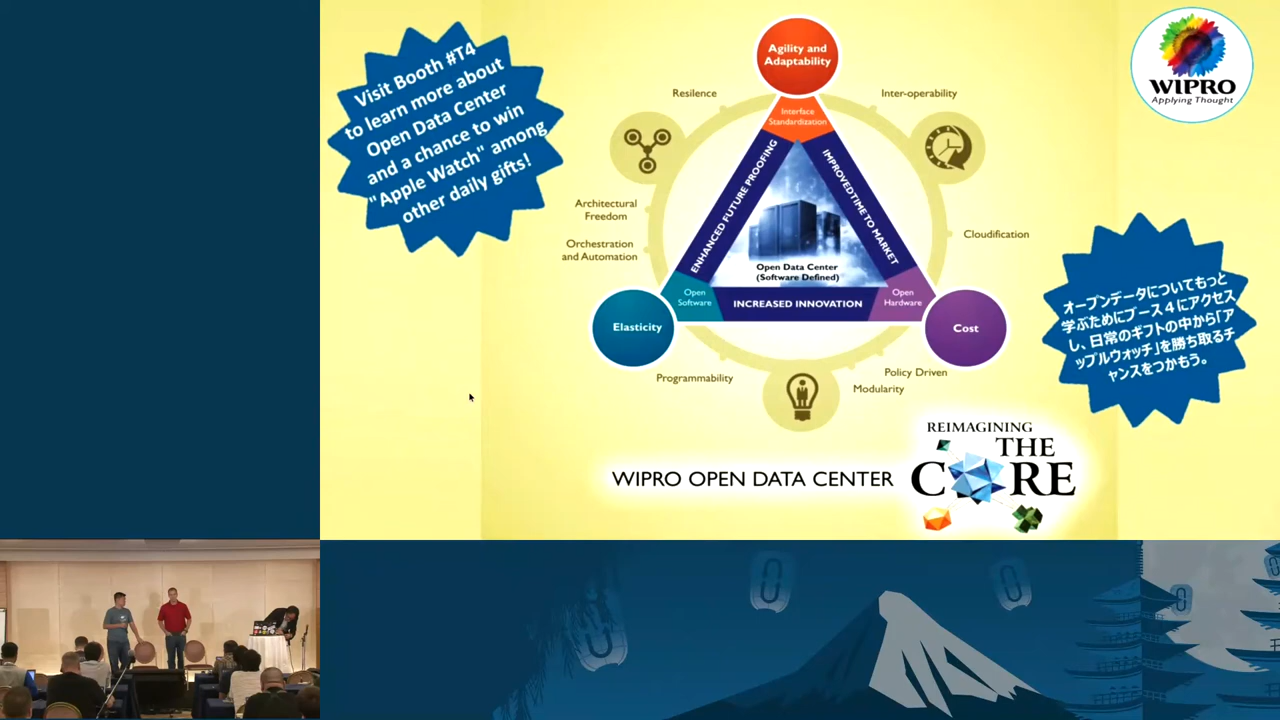 Visit Booth #T4
to learn more about
Open Data Center
and a chance to win
"Apple Watch" among
other daily gifts!
Agility and
Adaptability
WIPRO
Applying Thought
Resilence
Inter-operability
Interface
Standardization
ENHANCED FUTURE PROOFING
IMPROVEDTIME TO MARKET
Architectural
Freedom
Orchestration
and Automation
Cloudification
Open Data Center
(Software Defined)
Open
Software
INCREASED INNOVATION
Open
Hardware
Elasticity
Cost
オープンデータについてもっと
学ぶためにブース４にアクセス
し、日常のギフトの中から「ア
ップルウォッチ」を勝ち取るチ
ャンスをつかもう。
Programmability
Policy Driven
Modularity
WIPRO OPEN DATA CENTER
REIMAGINING
THE
CORE